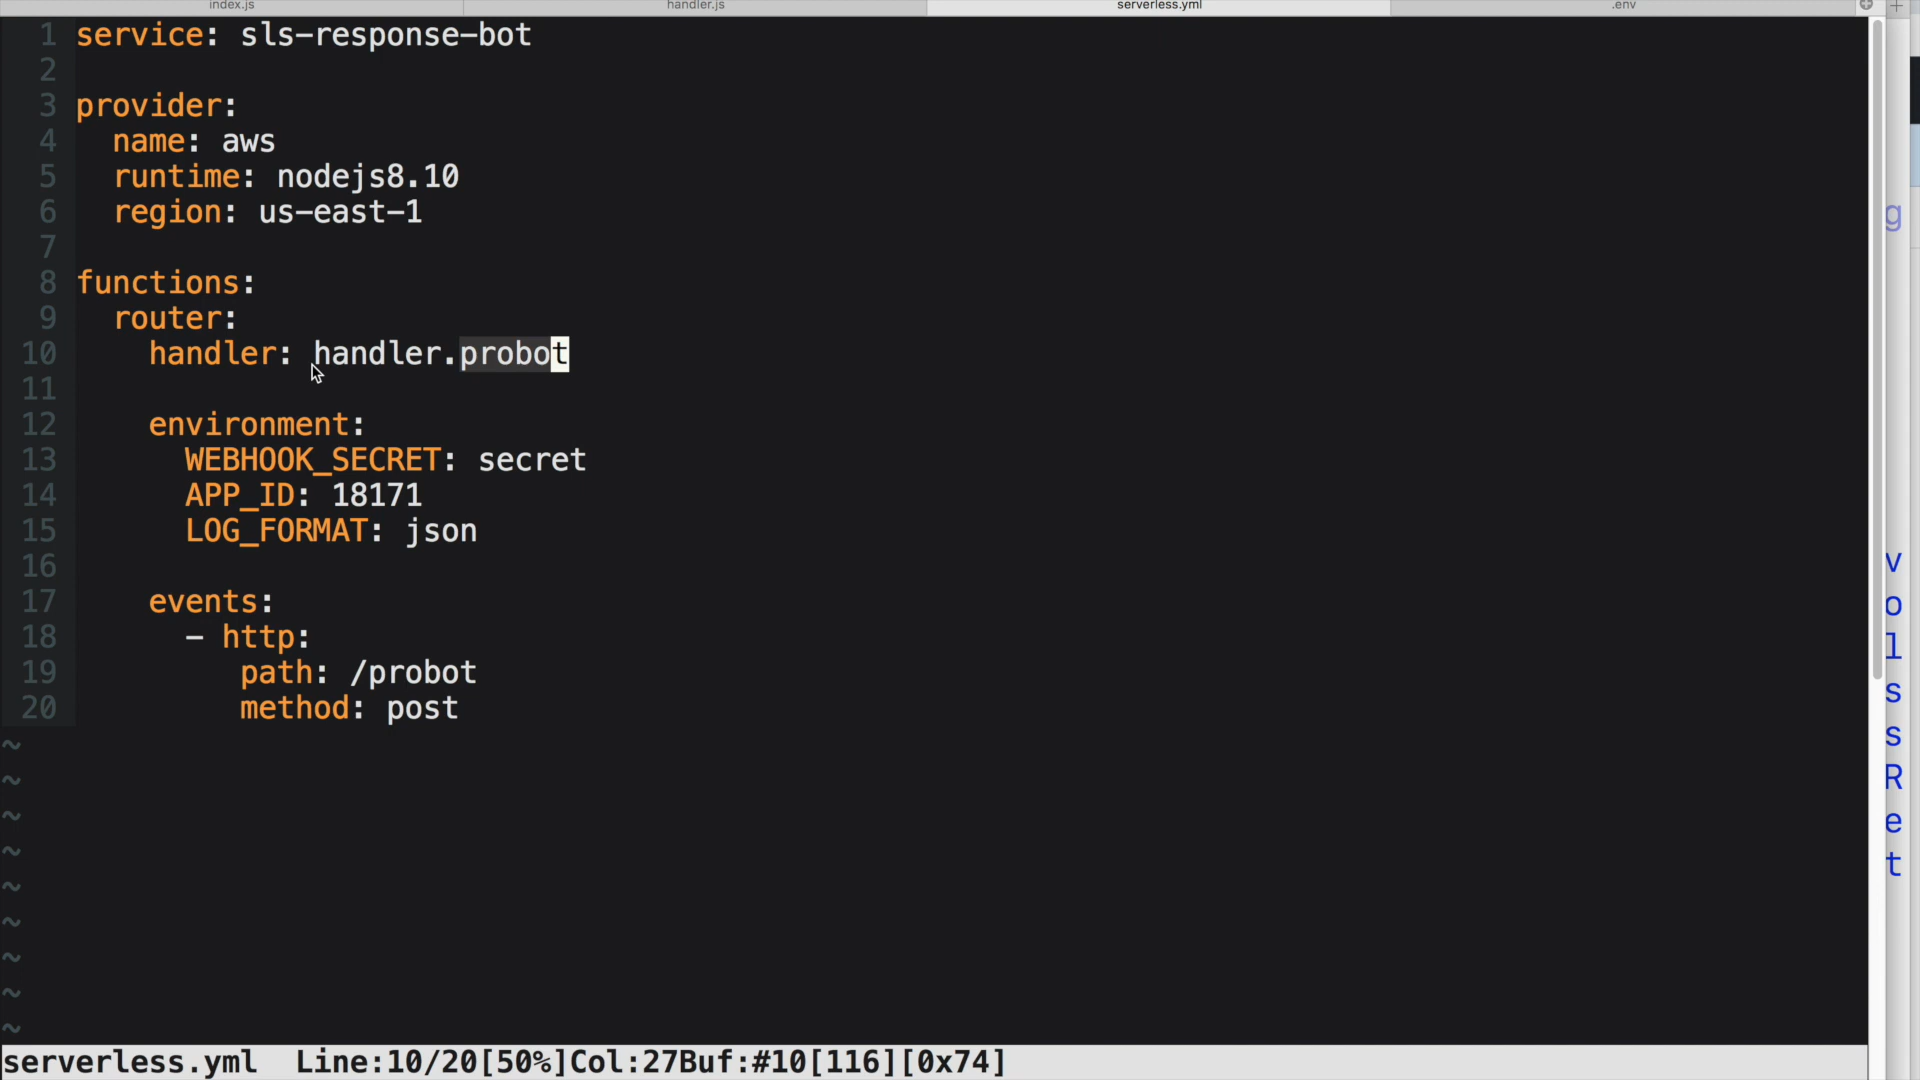 index.js
handler.js
serverless.yml
.env
1 service: sls-response-bot
2
3 provider:
4 name: aws
5 runtime: nodejs8.10
6 region: us-east-1
7
8 functions:
9 router:
10 handler: handler.probot
11
12 environment:
13 WEBHOOK_SECRET: secret
14 APP_ID: 18171
15 LOG_FORMAT: json
16
17 events:
18 - http:
19 path: /probot
20 method: post
~
~
~
~
~
~
~
~
~
serverless.yml Line:10/20[50%]Col:27Buf:#10[116][0x74]
g
v
o
l
s
s
R
e
t